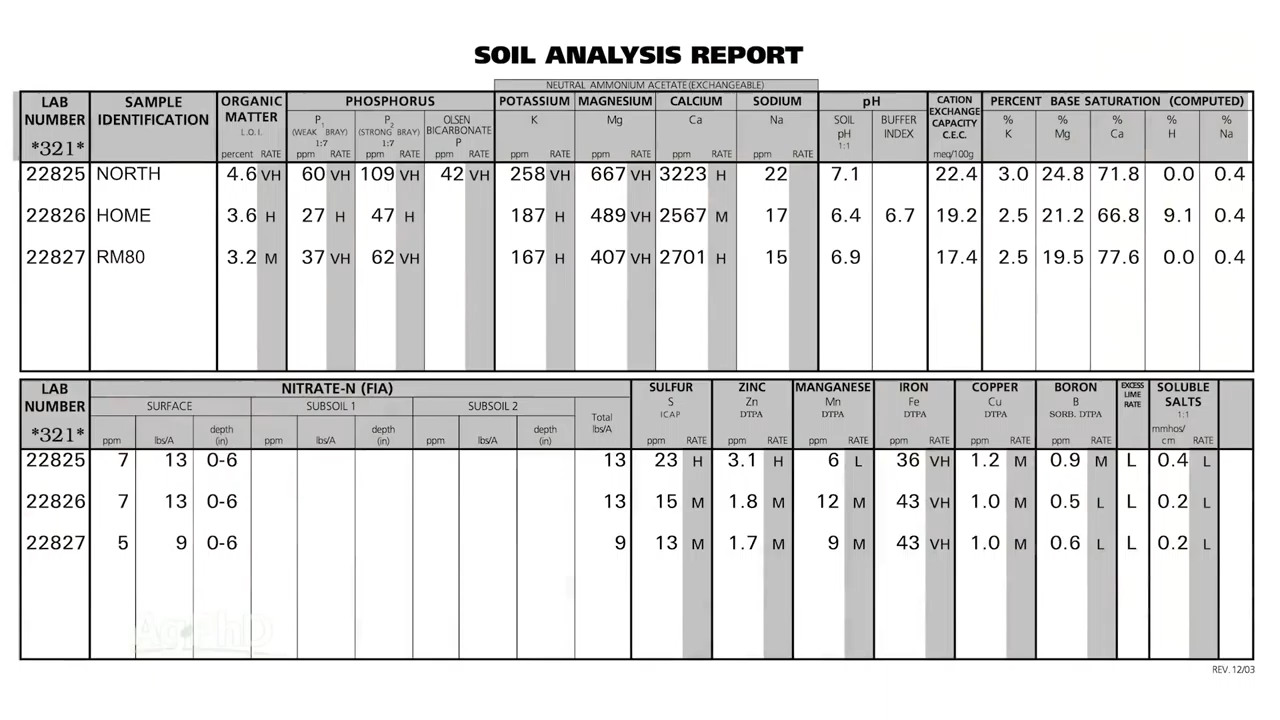 SOIL ANALYSIS REPORT
NEUTRAL AMMONIUM ACETATE (EXCHANGEABLE)
LAB NUMBER *321* SAMPLE IDENTIFICATION ORGANIC MATTER L.O.I. percent RATE PHOSPHORUS P1 (WEAK BRAY) 1:7 ppm RATE P2 (STRONG BRAY) 1:7 ppm RATE OLSEN BICARBONATE P ppm RATE POTASSIUM K ppm RATE MAGNESIUM Mg ppm RATE CALCIUM Ca ppm RATE SODIUM Na ppm RATE pH SOIL pH 1:1 BUFFER INDEX CATION EXCHANGE CAPACITY C.E.C. meq/100g PERCENT BASE SATURATION (COMPUTED) % K % Mg % Ca % H % Na
22825 NORTH 4.6 VH 60 VH 109 VH 42 VH 258 VH 667 VH 3223 H 22 7.1 22.4 3.0 24.8 71.8 0.0 0.4
22826 HOME 3.6 H 27 H 47 H 187 H 489 VH 2567 M 17 6.4 6.7 19.2 2.5 21.2 66.8 9.1 0.4
22827 RM80 3.2 M 37 VH 62 VH 167 H 407 VH 2701 H 15 6.9 17.4 2.5 19.5 77.6 0.0 0.4
LAB NUMBER *321* NITRATE-N (FIA) SURFACE ppm lbs/A depth (in) SUBSOIL 1 ppm lbs/A depth (in) SUBSOIL 2 ppm lbs/A depth (in) Total lbs/A SULFUR S ICAP ppm RATE ZINC Zn DTPA ppm RATE MANGANESE Mn DTPA ppm RATE IRON Fe DTPA ppm RATE COPPER Cu DTPA ppm RATE BORON B SORB. DTPA ppm RATE EXCESS LIME RATE SOLUBLE SALTS 1:1 mmhos/cm RATE
22825 7 13 0-6 13 23 H 3.1 H 6 L 36 VH 1.2 M 0.9 M L 0.4 L
22826 7 13 0-6 13 15 M 1.8 M 12 M 43 VH 1.0 M 0.5 L L 0.2 L
22827 5 9 0-6 9 13 M 1.7 M 9 M 43 VH 1.0 M 0.6 L L 0.2 L
Ag PhD
REV. 12/03